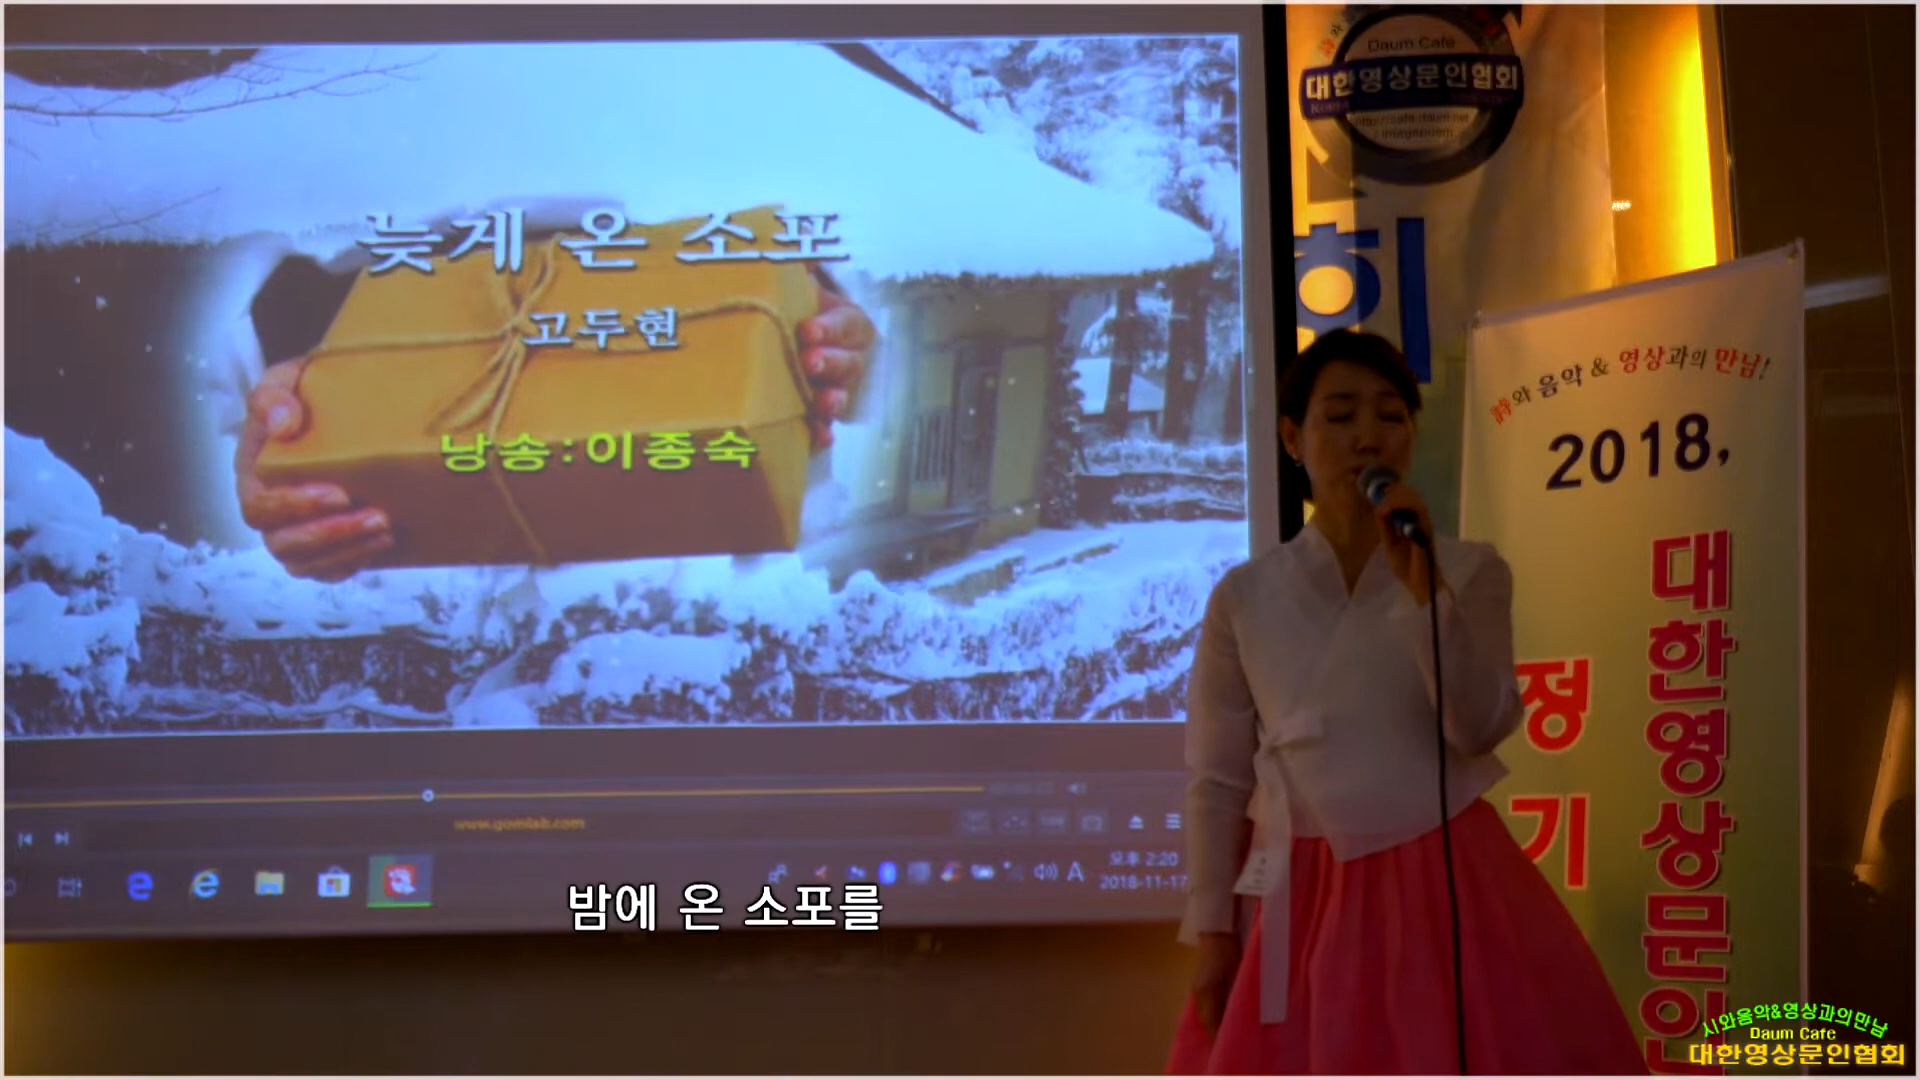 늦게 온 소포
고두현
낭송:이종숙
www.gomlab.com
오후 2:20
2018-11-17
밤에 온 소포를
Daum Cafe
대한영상문인협회
회
詩와 음악 & 영상과의 만남!
2018,
대한영상문인
정기
시와음악&영상과의만남
Daum Cafe
대한영상문인협회